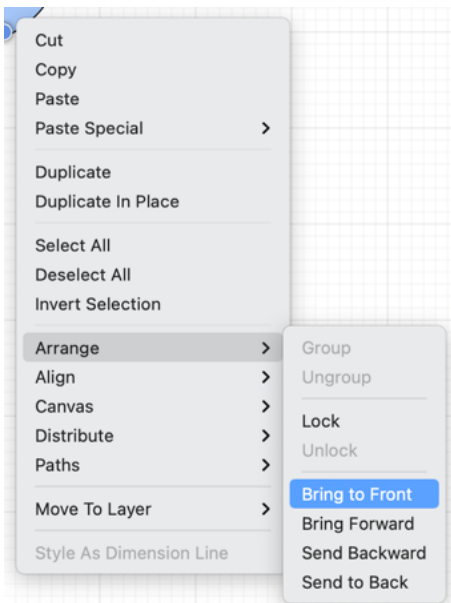 Cut
Copy
Paste
Paste Special
Duplicate
Duplicate In Place
Select All
Deselect All
Invert Selection
Arrange
Align
Canvas
Distribute
Paths
Move To Layer
Style As Dimension Line
Group
Ungroup
Lock
Unlock
Bring to Front
Bring Forward
Send Backward
Send to Back